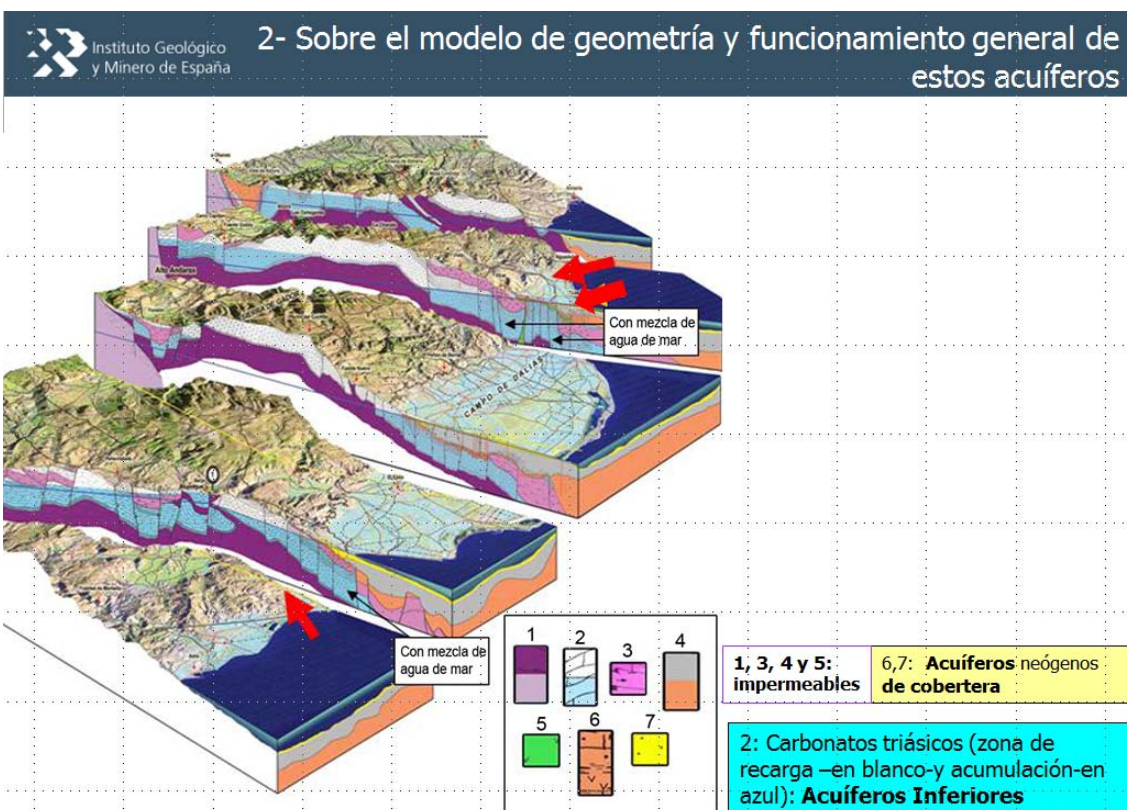 Instituto Geológico
y Minero de España
2- Sobre el modelo de geometría y funcionamiento general de
estos acuíferos
Alto Andarax
Con mezcla de
agua de mar
CAMPO DE DALIAS
Con mezcla de
agua de mar
1 2 3 4
5 6 7
1, 3, 4 y 5:
impermeables
6,7: Acuíferos neógenos
de cobertera
2: Carbonatos triásicos (zona de
recarga –en blanco-y acumulación-en
azul): Acuíferos Inferiores